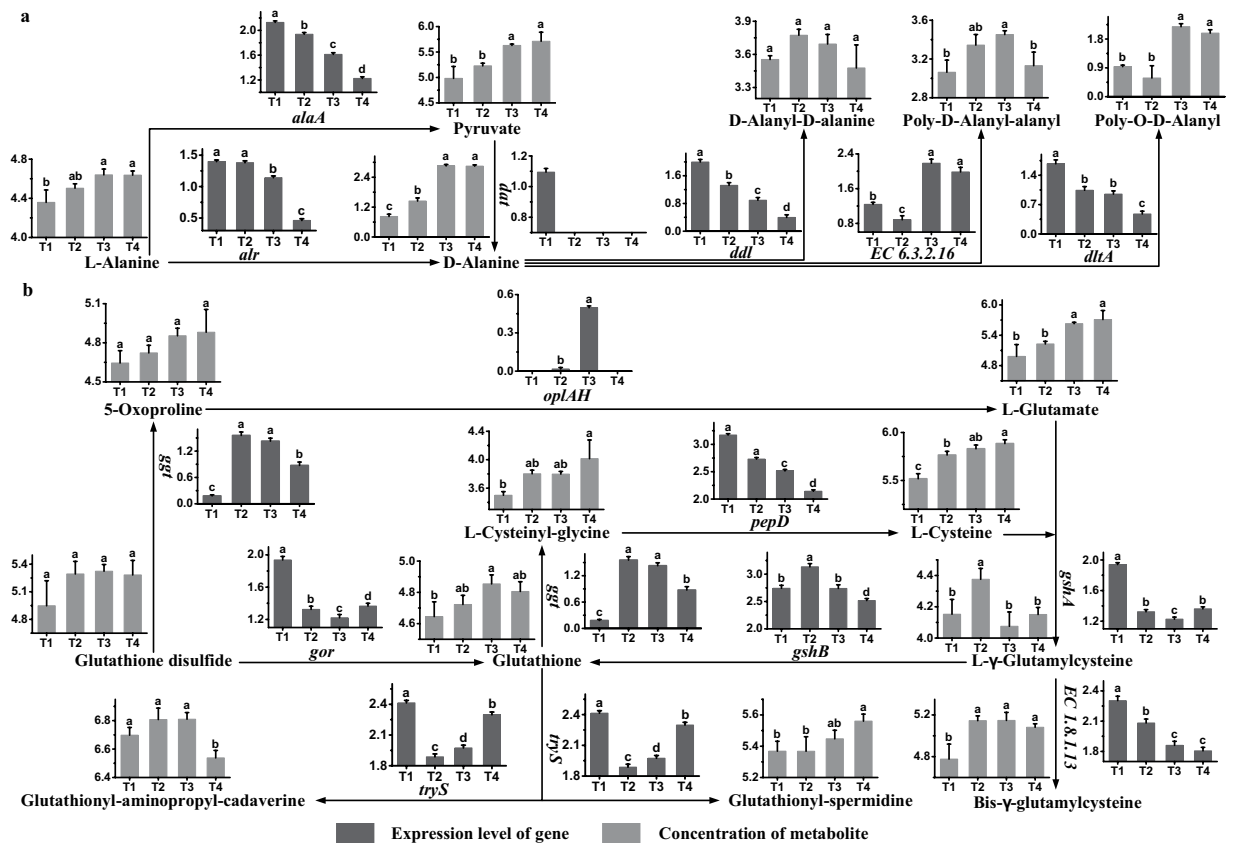 a
2.0
1.6
1.2
a b c d
T1 T2 T3 T4
alaA
6.0
5.5
5.0
4.5
b b a a
T1 T2 T3 T4
Pyruvate
3.9
3.6
3.3
a a a a
T1 T2 T3 T4
D-Alanyl-D-alanine
3.6
3.2
2.8
b ab a b
T1 T2 T3 T4
Poly-D-Alanyl-alanyl
1.8
0.9
0.0
b b a a
T1 T2 T3 T4
Poly-O-D-Alanyl
4.8
4.4
4.0
b ab a a
T1 T2 T3 T4
L-Alanine
1.5
1.0
0.5
a a b c
T1 T2 T3 T4
alr
2.4
1.2
0.0
c b a a
T1 T2 T3 T4
D-Alanine
dat
1.2
1.0
0.8
T1 T2 T3 T4
1.6
0.8
0.0
a b c d
T1 T2 T3 T4
ddl
2.4
1.6
0.8
b c a a
T1 T2 T3 T4
EC 6.3.2.16
1.4
0.7
0.0
a b b c
T1 T2 T3 T4
dltA
b
5.1
4.8
4.5
a a a a
T1 T2 T3 T4
5-Oxoproline
0.6
0.3
0.0
b a
T1 T2 T3 T4
oplAH
6.0
5.4
4.8
b b a a
T1 T2 T3 T4
L-Glutamate
ggt
1.6
0.8
0.0
c a a b
T1 T2 T3 T4
4.2
3.6
b ab ab a
T1 T2 T3 T4
L-Cysteinyl-glycine
3.0
2.5
2.0
a a c d
T1 T2 T3 T4
pepD
6.0
5.5
c b ab a
T1 T2 T3 T4
L-Cysteine
5.4
5.1
4.8
a a a a
T1 T2 T3 T4
Glutathione disulfide
2.0
1.6
1.2
a b c d
T1 T2 T3 T4
gor
5.0
4.8
4.6
b ab a ab
T1 T2 T3 T4
Glutathione
ggt
1.2
0.6
0.0
c a a b
T1 T2 T3 T4
3.0
2.5
2.0
b a b d
T1 T2 T3 T4
gshB
4.4
4.2
4.0
b a b b
T1 T2 T3 T4
L-γ-Glutamylcysteine
gshA
2.0
1.8
1.5
1.2
a b c b
T1 T2 T3 T4
6.8
6.6
6.4
a a a b
T1 T2 T3 T4
Glutathionyl-aminopropyl-cadaverine
2.4
2.1
1.8
a c d b
T1 T2 T3 T4
tryS
tryS
2.4
2.1
1.8
a c d b
T1 T2 T3 T4
5.6
5.4
5.2
b b ab a
T1 T2 T3 T4
Glutathionyl-spermidine
5.2
4.8
b a a a
T1 T2 T3 T4
Bis-γ-glutamylcysteine
EC 1.8.1.13
2.4
2.1
1.8
a b c c
T1 T2 T3 T4
Expression level of gene Concentration of metabolite